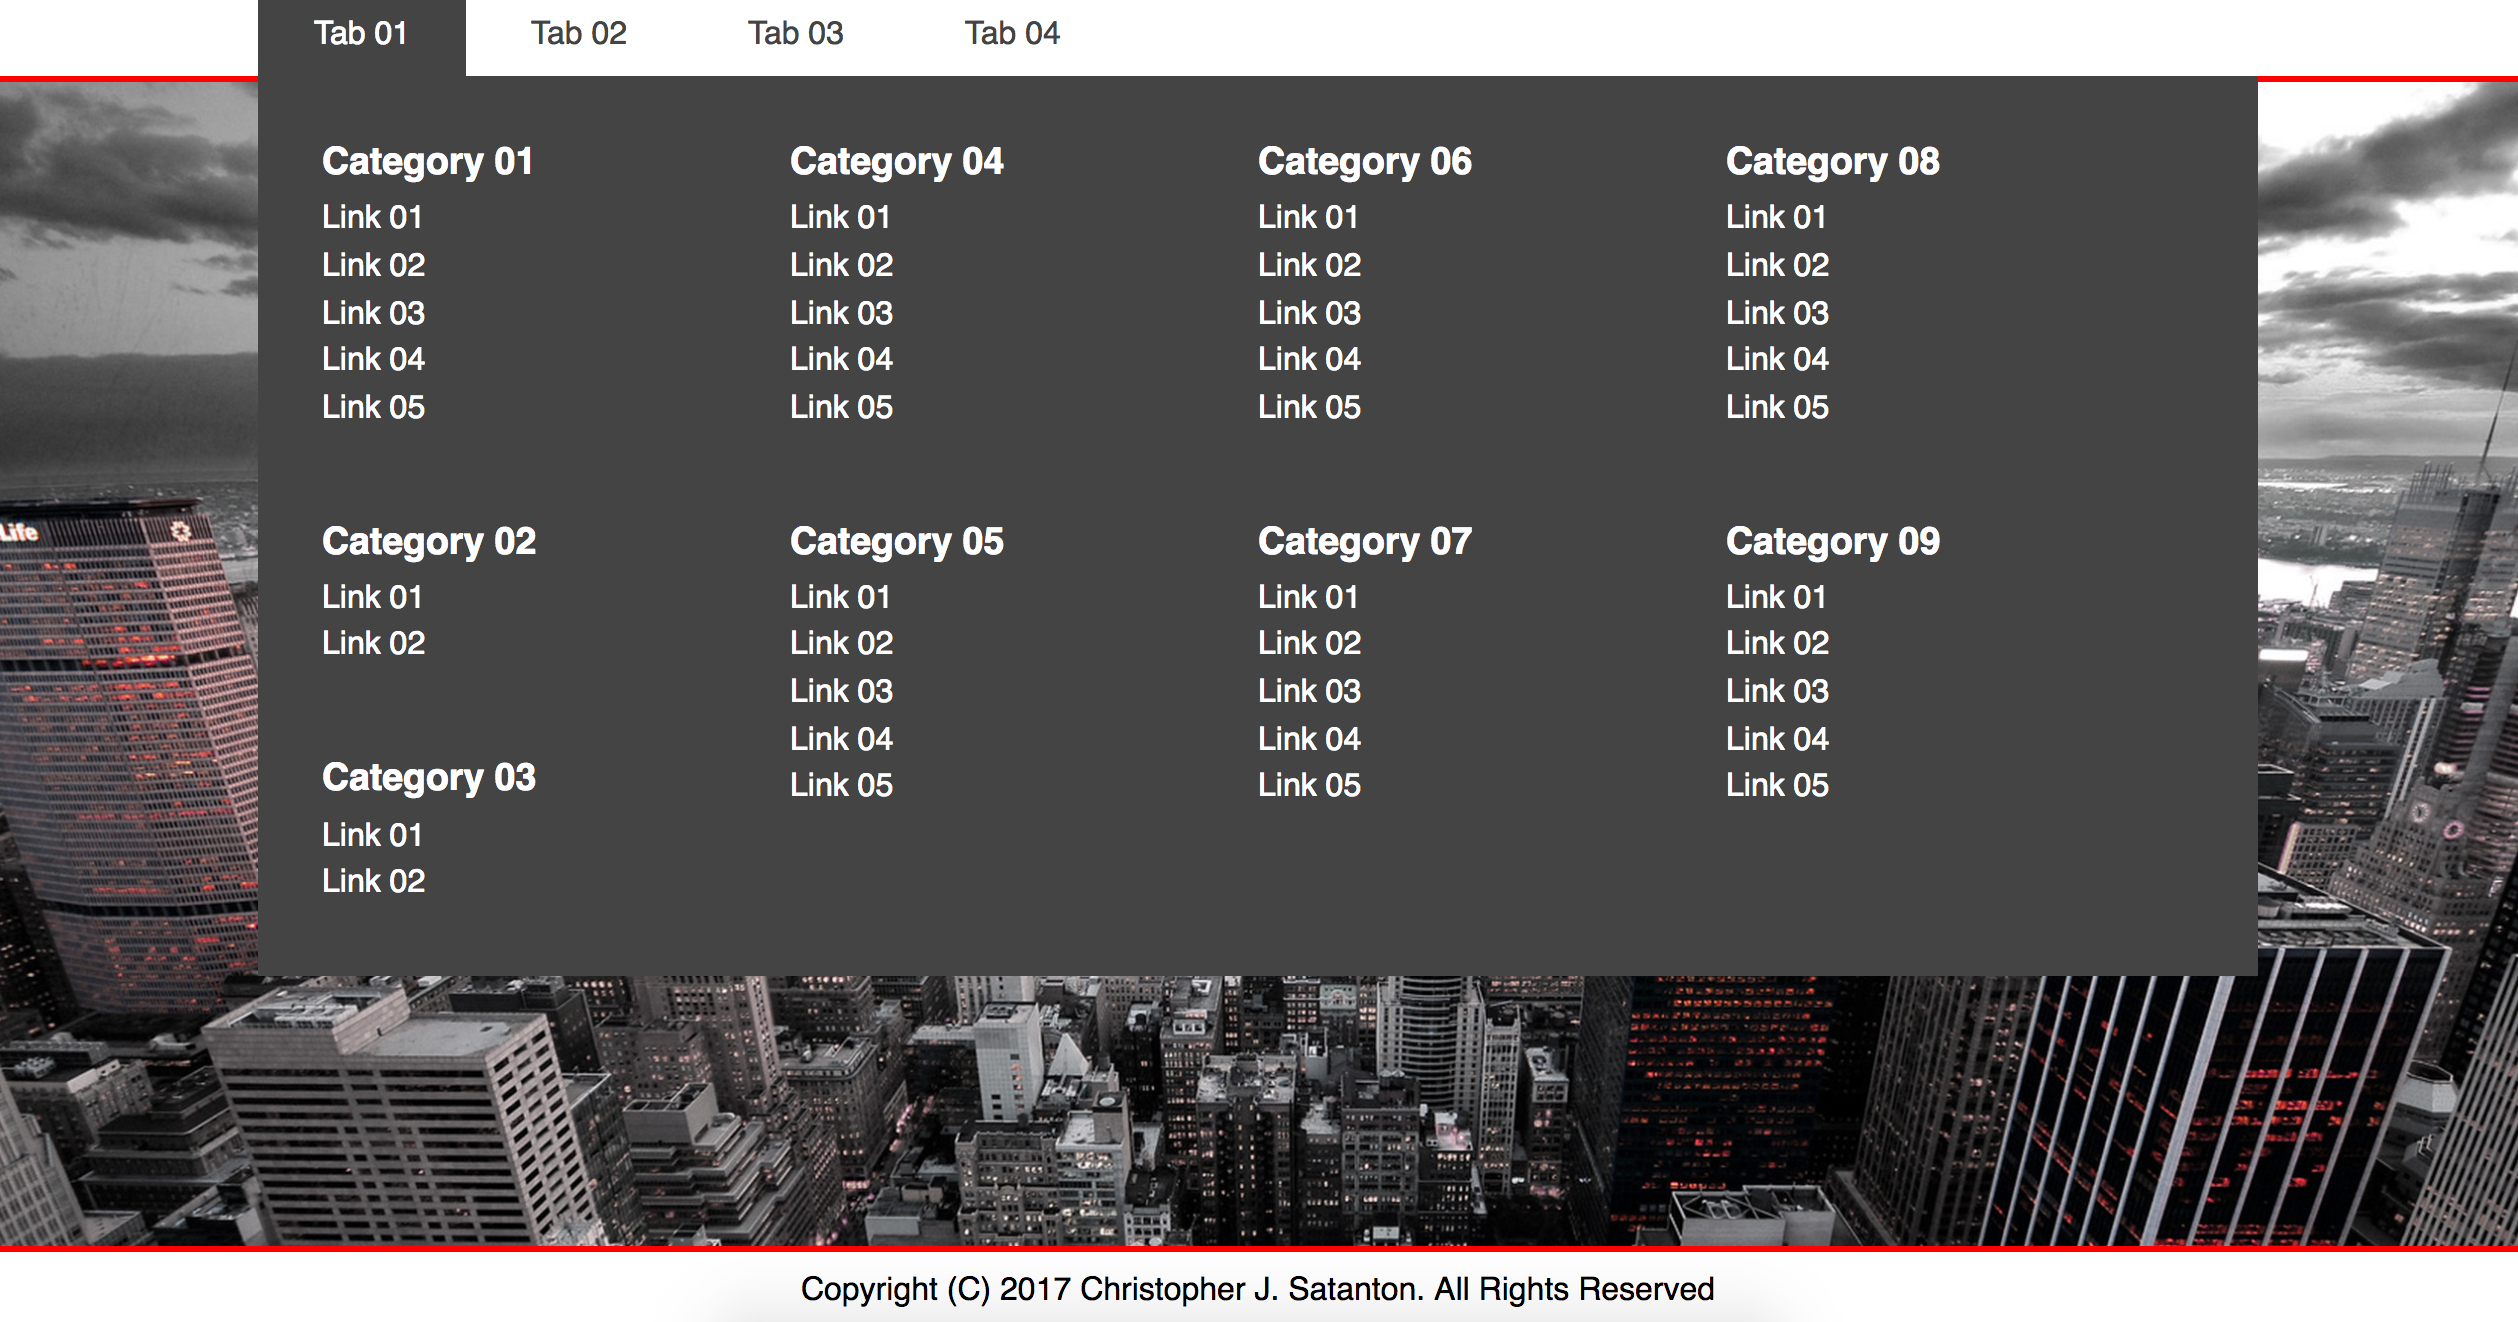 Tab 01
Tab 02
Tab 03
Tab 04
Category 01
Link 01
Link 02
Link 03
Link 04
Link 05
Category 02
Link 01
Link 02
Category 03
Link 01
Link 02
Category 04
Link 01
Link 02
Link 03
Link 04
Link 05
Category 05
Link 01
Link 02
Link 03
Link 04
Link 05
Category 06
Link 01
Link 02
Link 03
Link 04
Link 05
Category 07
Link 01
Link 02
Link 03
Link 04
Link 05
Category 08
Link 01
Link 02
Link 03
Link 04
Link 05
Category 09
Link 01
Link 02
Link 03
Link 04
Link 05
Life
Copyright (C) 2017 Christopher J. Satanton. All Rights Reserved